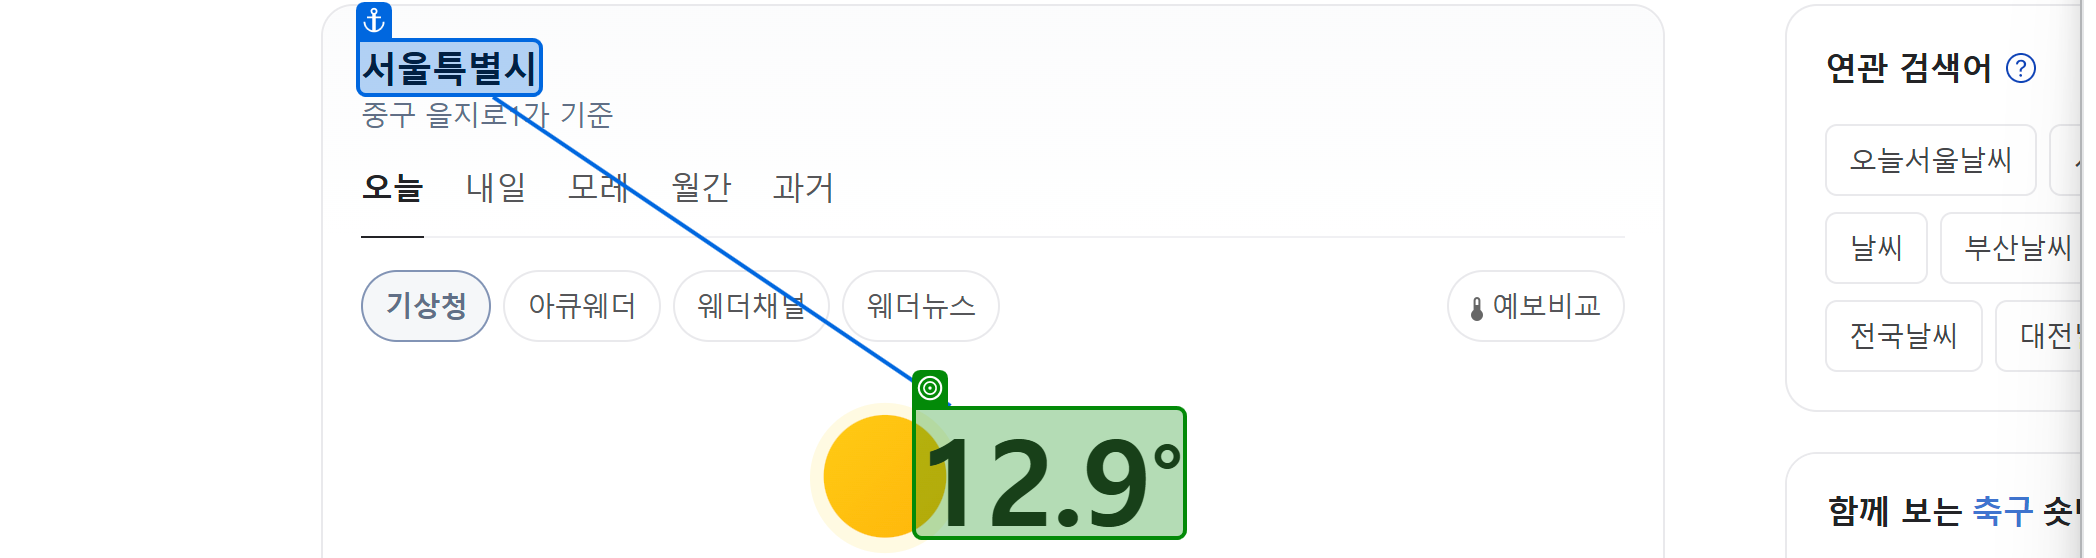 서울특별시
중구 을지로1가 기준
오늘 내일 모레 월간 과거
기상청 아큐웨더 웨더채널 웨더뉴스 예보비교
12.9°
연관 검색어 ?
오늘서울날씨
날씨 부산날씨
전국날씨 대전
함께 보는 축구